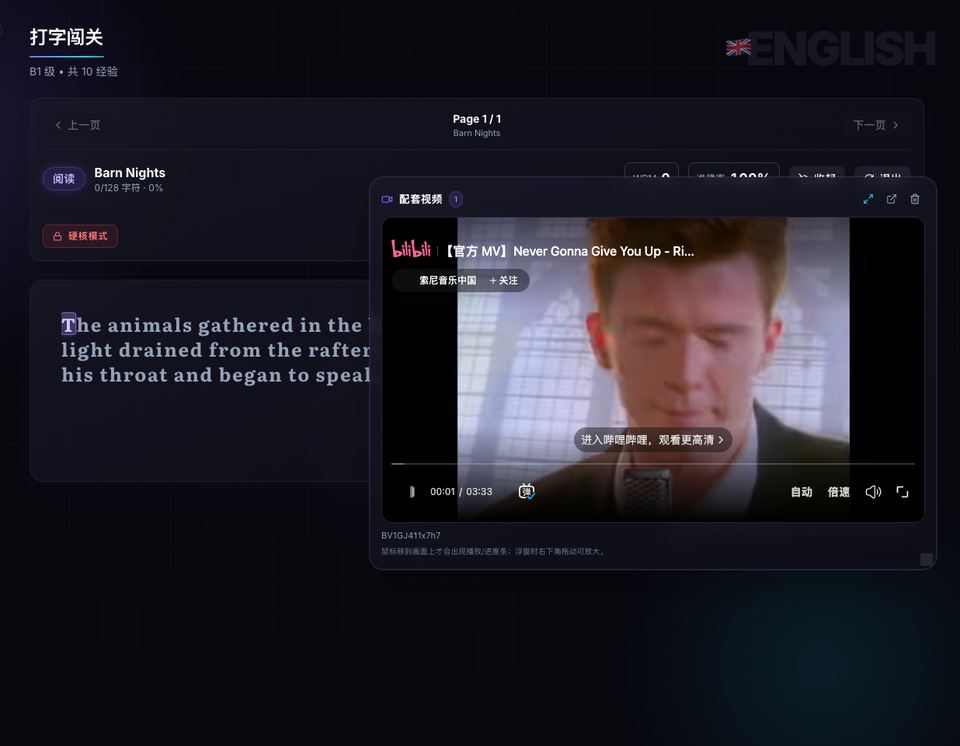 打字闯关
ENGLISH
B1 级 • 共 10 经验
上一页
Page 1 / 1
Barn Nights
下一页
阅读
Barn Nights
0/128 字符 · 0%
硬核模式
配套视频 1
bilibili 【官方 MV】Never Gonna Give You Up - Ri...
索尼音乐中国 +关注
The animals gathered in the
light drained from the
his throat and began to
进入哔哩哔哩，观看更高清
00:01 / 03:33
弹
自动 倍速
BV1GJ411x7h7
鼠标移到画面上才会出现播放/进度条；浮窗时右下角拖动可放大。